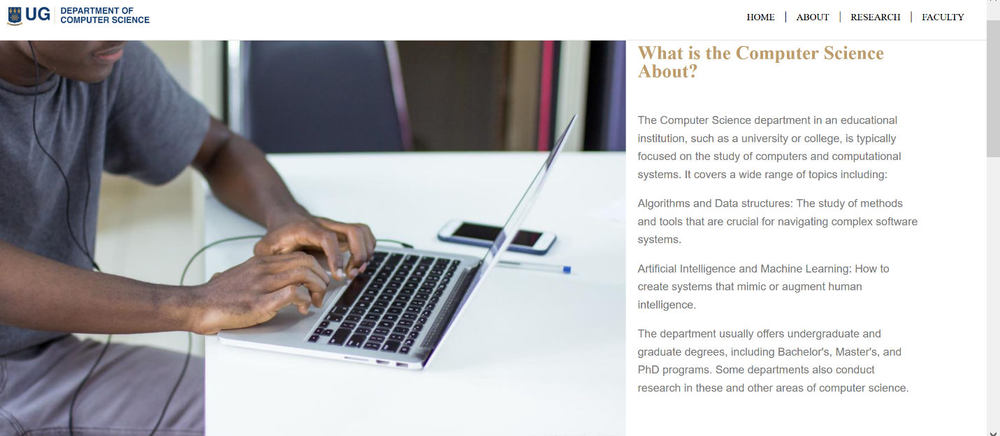 UG
DEPARTMENT OF
COMPUTER SCIENCE
HOME
ABOUT
RESEARCH
FACULTY
What is the Computer Science
About?
The Computer Science department in an educational
institution, such as a university or college, is typically
focused on the study of computers and computational
systems. It covers a wide range of topics including:
Algorithms and Data structures: The study of methods
and tools that are crucial for navigating complex software
systems.
Artificial Intelligence and Machine Learning: How to
create systems that mimic or augment human
intelligence.
The department usually offers undergraduate and
graduate degrees, including Bachelor's, Master's, and
PhD programs. Some departments also conduct
research in these and other areas of computer science.